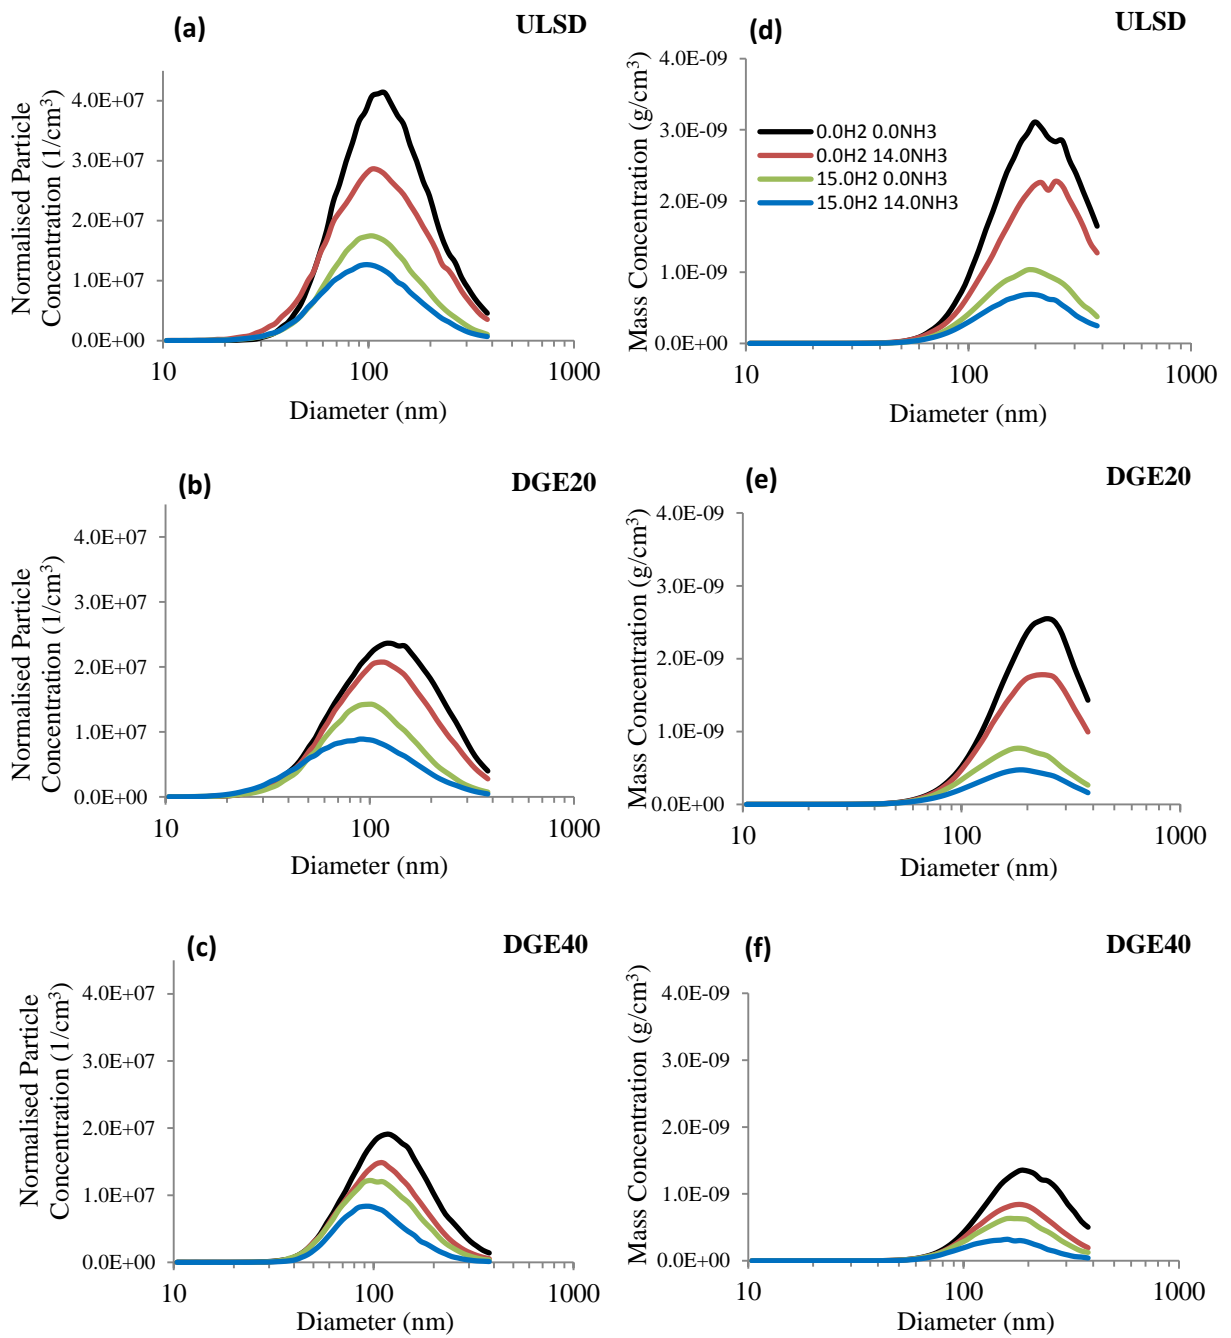 (a)
ULSD
Normalised Particle
Concentration (1/cm³)
4.0E+07
3.0E+07
2.0E+07
1.0E+07
0.0E+00
10
100
1000
Diameter (nm)
(d)
ULSD
Mass Concentration (g/cm³)
4.0E-09
3.0E-09
2.0E-09
1.0E-09
0.0E+00
0.0H2 0.0NH3
0.0H2 14.0NH3
15.0H2 0.0NH3
15.0H2 14.0NH3
10
100
1000
Diameter (nm)
(b)
DGE20
Normalised Particle
Concentration (1/cm³)
4.0E+07
3.0E+07
2.0E+07
1.0E+07
0.0E+00
10
100
1000
Diameter (nm)
(e)
DGE20
Mass Concentration (g/cm³)
4.0E-09
3.0E-09
2.0E-09
1.0E-09
0.0E+00
10
100
1000
Diameter (nm)
(c)
DGE40
Normalised Particle
Concentration (1/cm³)
4.0E+07
3.0E+07
2.0E+07
1.0E+07
0.0E+00
10
100
1000
Diameter (nm)
(f)
DGE40
Mass Concentration (g/cm³)
4.0E-09
3.0E-09
2.0E-09
1.0E-09
0.0E+00
10
100
1000
Diameter (nm)